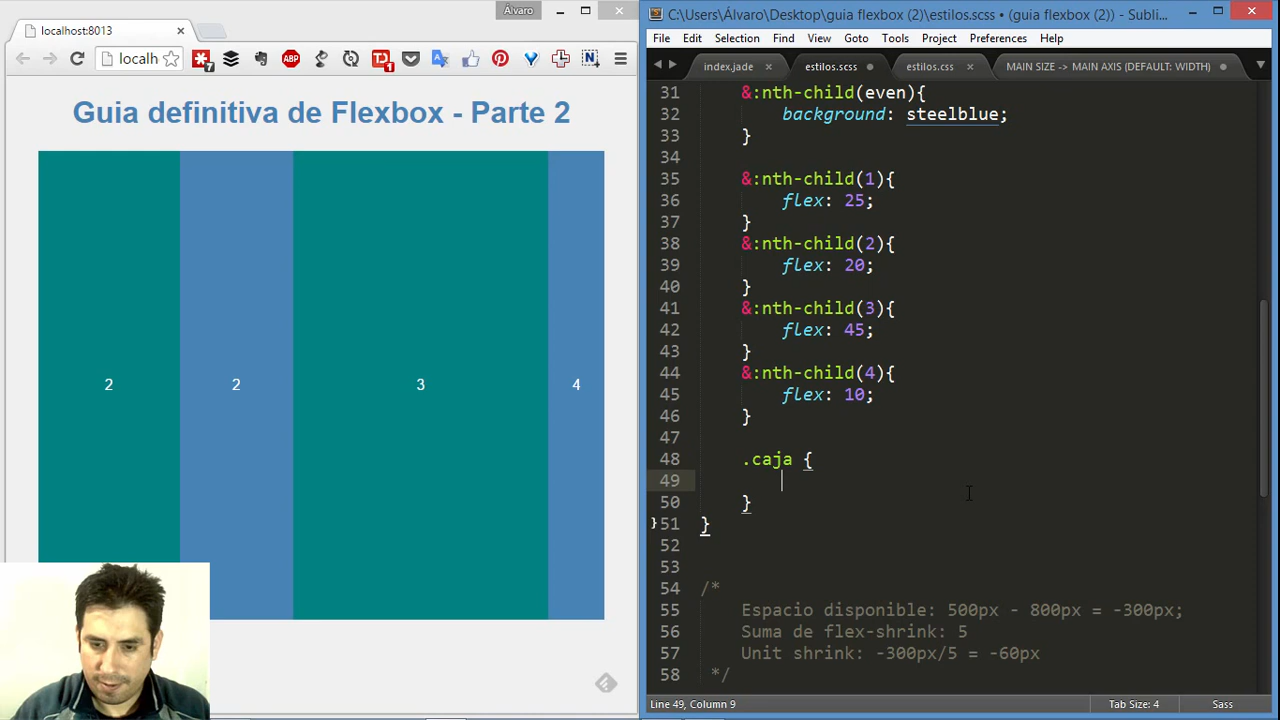 Álvaro
localhost:8013
localh
7
ABP
1
Guia definitiva de Flexbox - Parte 2
2
2
3
4
C:\Users\Álvaro\Desktop\guia flexbox (2)\estilos.scss • (guia flexbox (2)) - Subli...
File Edit Selection Find View Goto Tools Project Preferences Help
index.jade
estilos.scss
estilos.css
MAIN SIZE -> MAIN AXIS (DEFAULT: WIDTH)
31 &:nth-child(even){
32 background: steelblue;
33 }
34
35 &:nth-child(1){
36 flex: 25;
37 }
38 &:nth-child(2){
39 flex: 20;
40 }
41 &:nth-child(3){
42 flex: 45;
43 }
44 &:nth-child(4){
45 flex: 10;
46 }
47
48 .caja {
49
50 }
51 }
52
53
54 /*
55 Espacio disponible: 500px - 800px = -300px;
56 Suma de flex-shrink: 5
57 Unit shrink: -300px/5 = -60px
58 */
Line 49, Column 9
Tab Size: 4
Sass